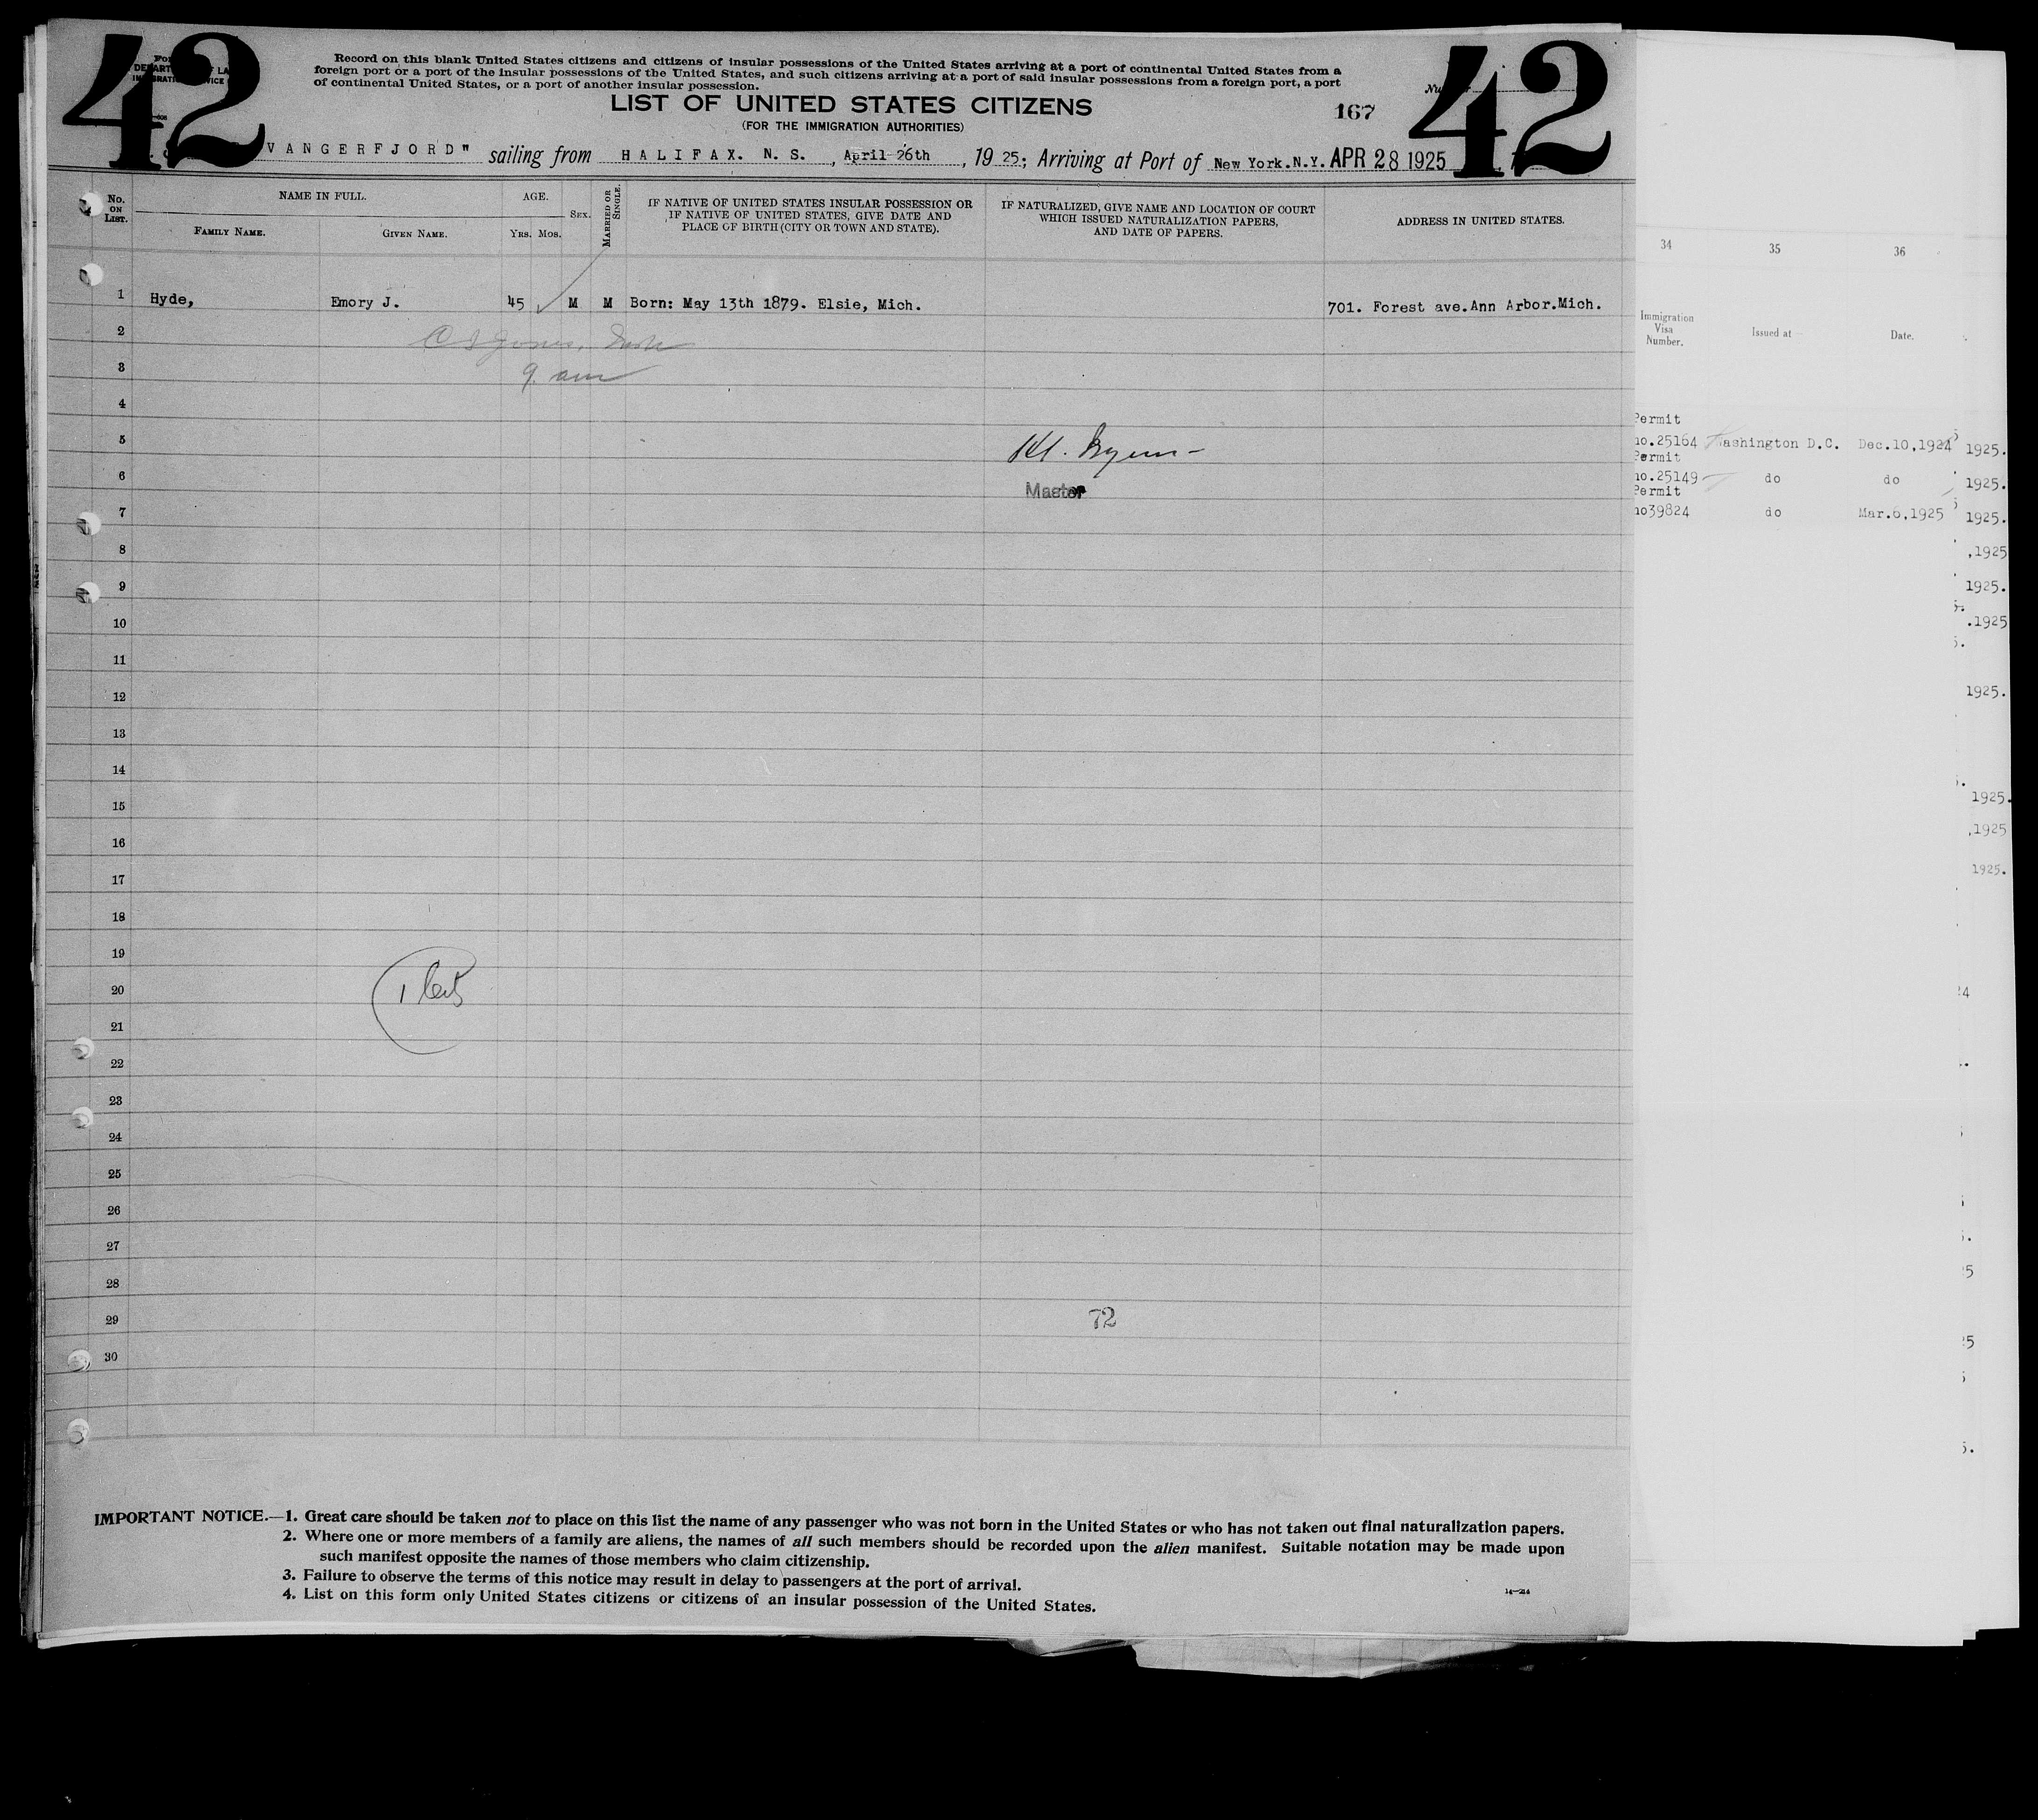 42
42
Record on this blank United States citizens and citizens of insular possessions of the United States arriving at a port of continental United States from a
foreign port or a port of the insular possessions of the United States, and such citizens arriving at a port of said insular possessions from a foreign port, a port
of continental United States, or a port of another insular possession.
LIST OF UNITED STATES CITIZENS
167
(FOR THE IMMIGRATION AUTHORITIES)
VANGERFJORD" sailing from HALIFAX. N. S., April 26th, 1925; Arriving at Port of New York.N.Y. APR 28 1925
No. ON LIST.
NAME IN FULL.
FAMILY NAME.
GIVEN NAME.
AGE.
YRS. MOS.
SEX.
MARRIED OR SINGLE.
IF NATIVE OF UNITED STATES INSULAR POSSESSION OR
IF NATIVE OF UNITED STATES, GIVE DATE AND
PLACE OF BIRTH (CITY OR TOWN AND STATE).
IF NATURALIZED, GIVE NAME AND LOCATION OF COURT
WHICH ISSUED NATURALIZATION PAPERS,
AND DATE OF PAPERS.
ADDRESS IN UNITED STATES.
34 35 36
Immigration Visa Number. Issued at Date.
1 Hyde, Emory J. 45 M M Born: May 13th 1879. Elsie, Mich. 701. Forest ave.Ann Arbor.Mich.
2
3 9 am
4
5
6 Master
7
8
9
10
11
12
13
14
15
16
17
18
19
20 1
21
22
23
24
25
26
27
28
29 72
30
Permit
no.25164 Washington D.C. Dec.10,1924 1925.
Permit
no.25149 do do 1925.
Permit
no39824 do Mar.6,1925 1925.
,1925
1925.
.1925
1925.
1925.
,1925
1925.
IMPORTANT NOTICE.—1. Great care should be taken not to place on this list the name of any passenger who was not born in the United States or who has not taken out final naturalization papers.
2. Where one or more members of a family are aliens, the names of all such members should be recorded upon the alien manifest. Suitable notation may be made upon
such manifest opposite the names of those members who claim citizenship.
3. Failure to observe the terms of this notice may result in delay to passengers at the port of arrival.
4. List on this form only United States citizens or citizens of an insular possession of the United States.